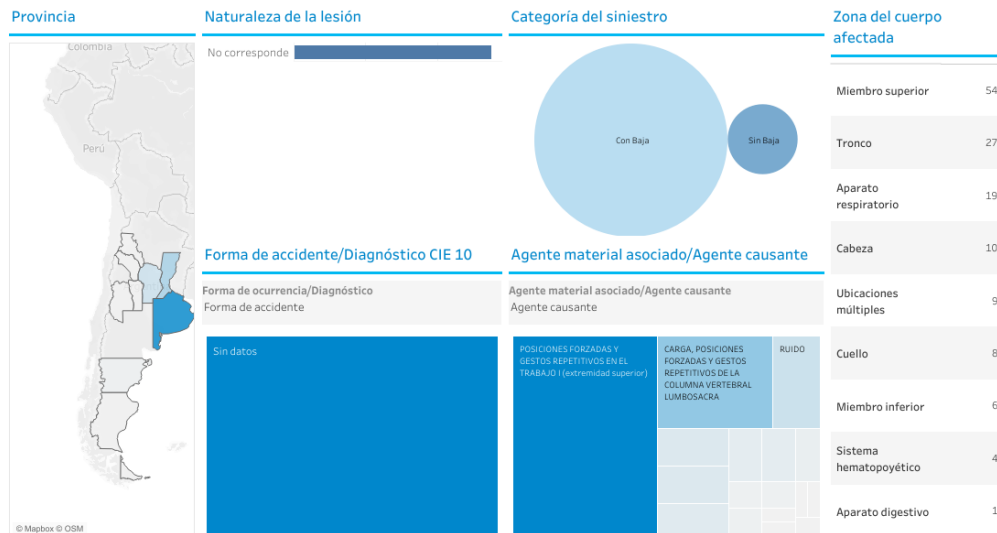 Provincia
Colombia
Perú
© Mapbox © OSM
Naturaleza de la lesión
No corresponde
Categoría del siniestro
Con Baja
Sin Baja
Forma de accidente/Diagnóstico CIE 10
Forma de ocurrencia/Diagnóstico
Forma de accidente
Sin datos
Agente material asociado/Agente causante
Agente material asociado/Agente causante
Agente causante
POSICIONES FORZADAS Y
GESTOS REPETITIVOS EN EL
TRABAJO I (extremidad superior)
CARGA, POSICIONES
FORZADAS Y GESTOS
REPETITIVOS DE LA
COLUMNA VERTEBRAL
LUMBOSACRA
RUIDO
Zona del cuerpo
afectada
Miembro superior 54
Tronco 27
Aparato
respiratorio 19
Cabeza 10
Ubicaciones
múltiples 9
Cuello 8
Miembro inferior 6
Sistema
hematopoyético 4
Aparato digestivo 1